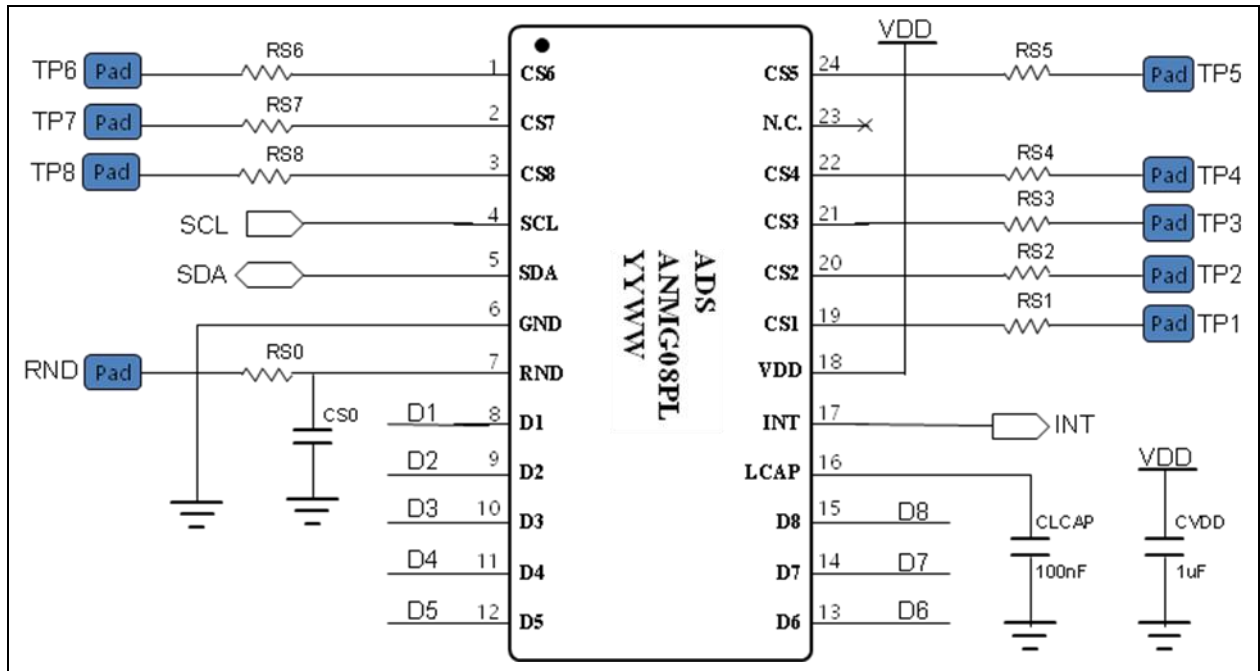 VDD
TP6 Pad RS6 1 CS6 CS5 24 RS5 Pad TP5
TP7 Pad RS7 2 CS7 N.C. 23
TP8 Pad RS8 3 CS8 CS4 22 RS4 Pad TP4
SCL 4 SCL CS3 21 RS3 Pad TP3
SDA 5 SDA CS2 20 RS2 Pad TP2
6 GND CS1 19 RS1 Pad TP1
RND Pad RS0 7 RND VDD 18
CS0
D1 8 D1 INT 17 INT
D2 9 D2 LCAP 16 VDD
D3 10 D3 D8 15 D8 CLCAP CVDD
D4 11 D4 D7 14 D7 100nF 1uF
D5 12 D5 D6 13 D6
ADS
ANMG08PL
YYWW